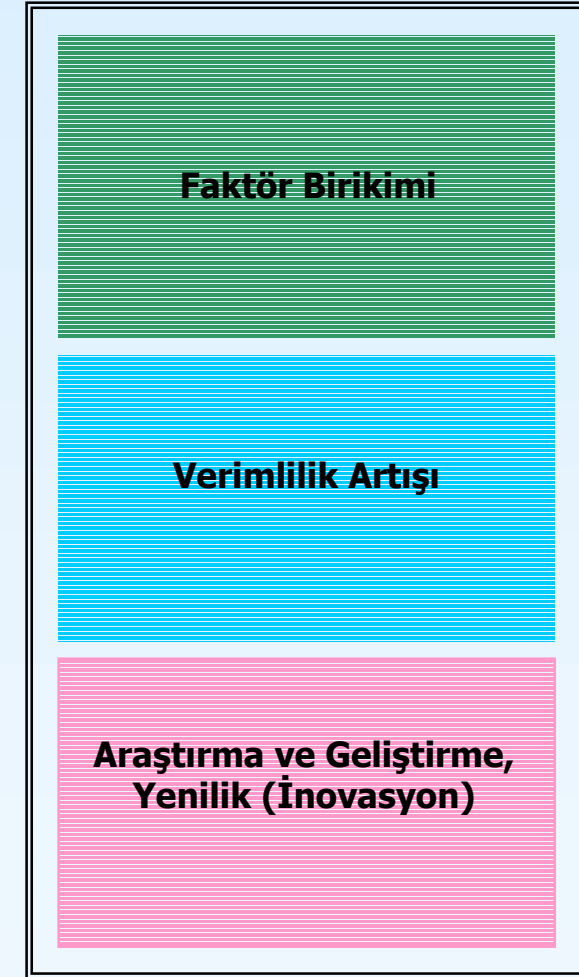 Faktör Birikimi
Verimlilik Artışı
Araştırma ve Geliştirme,
Yenilik (İnovasyon)